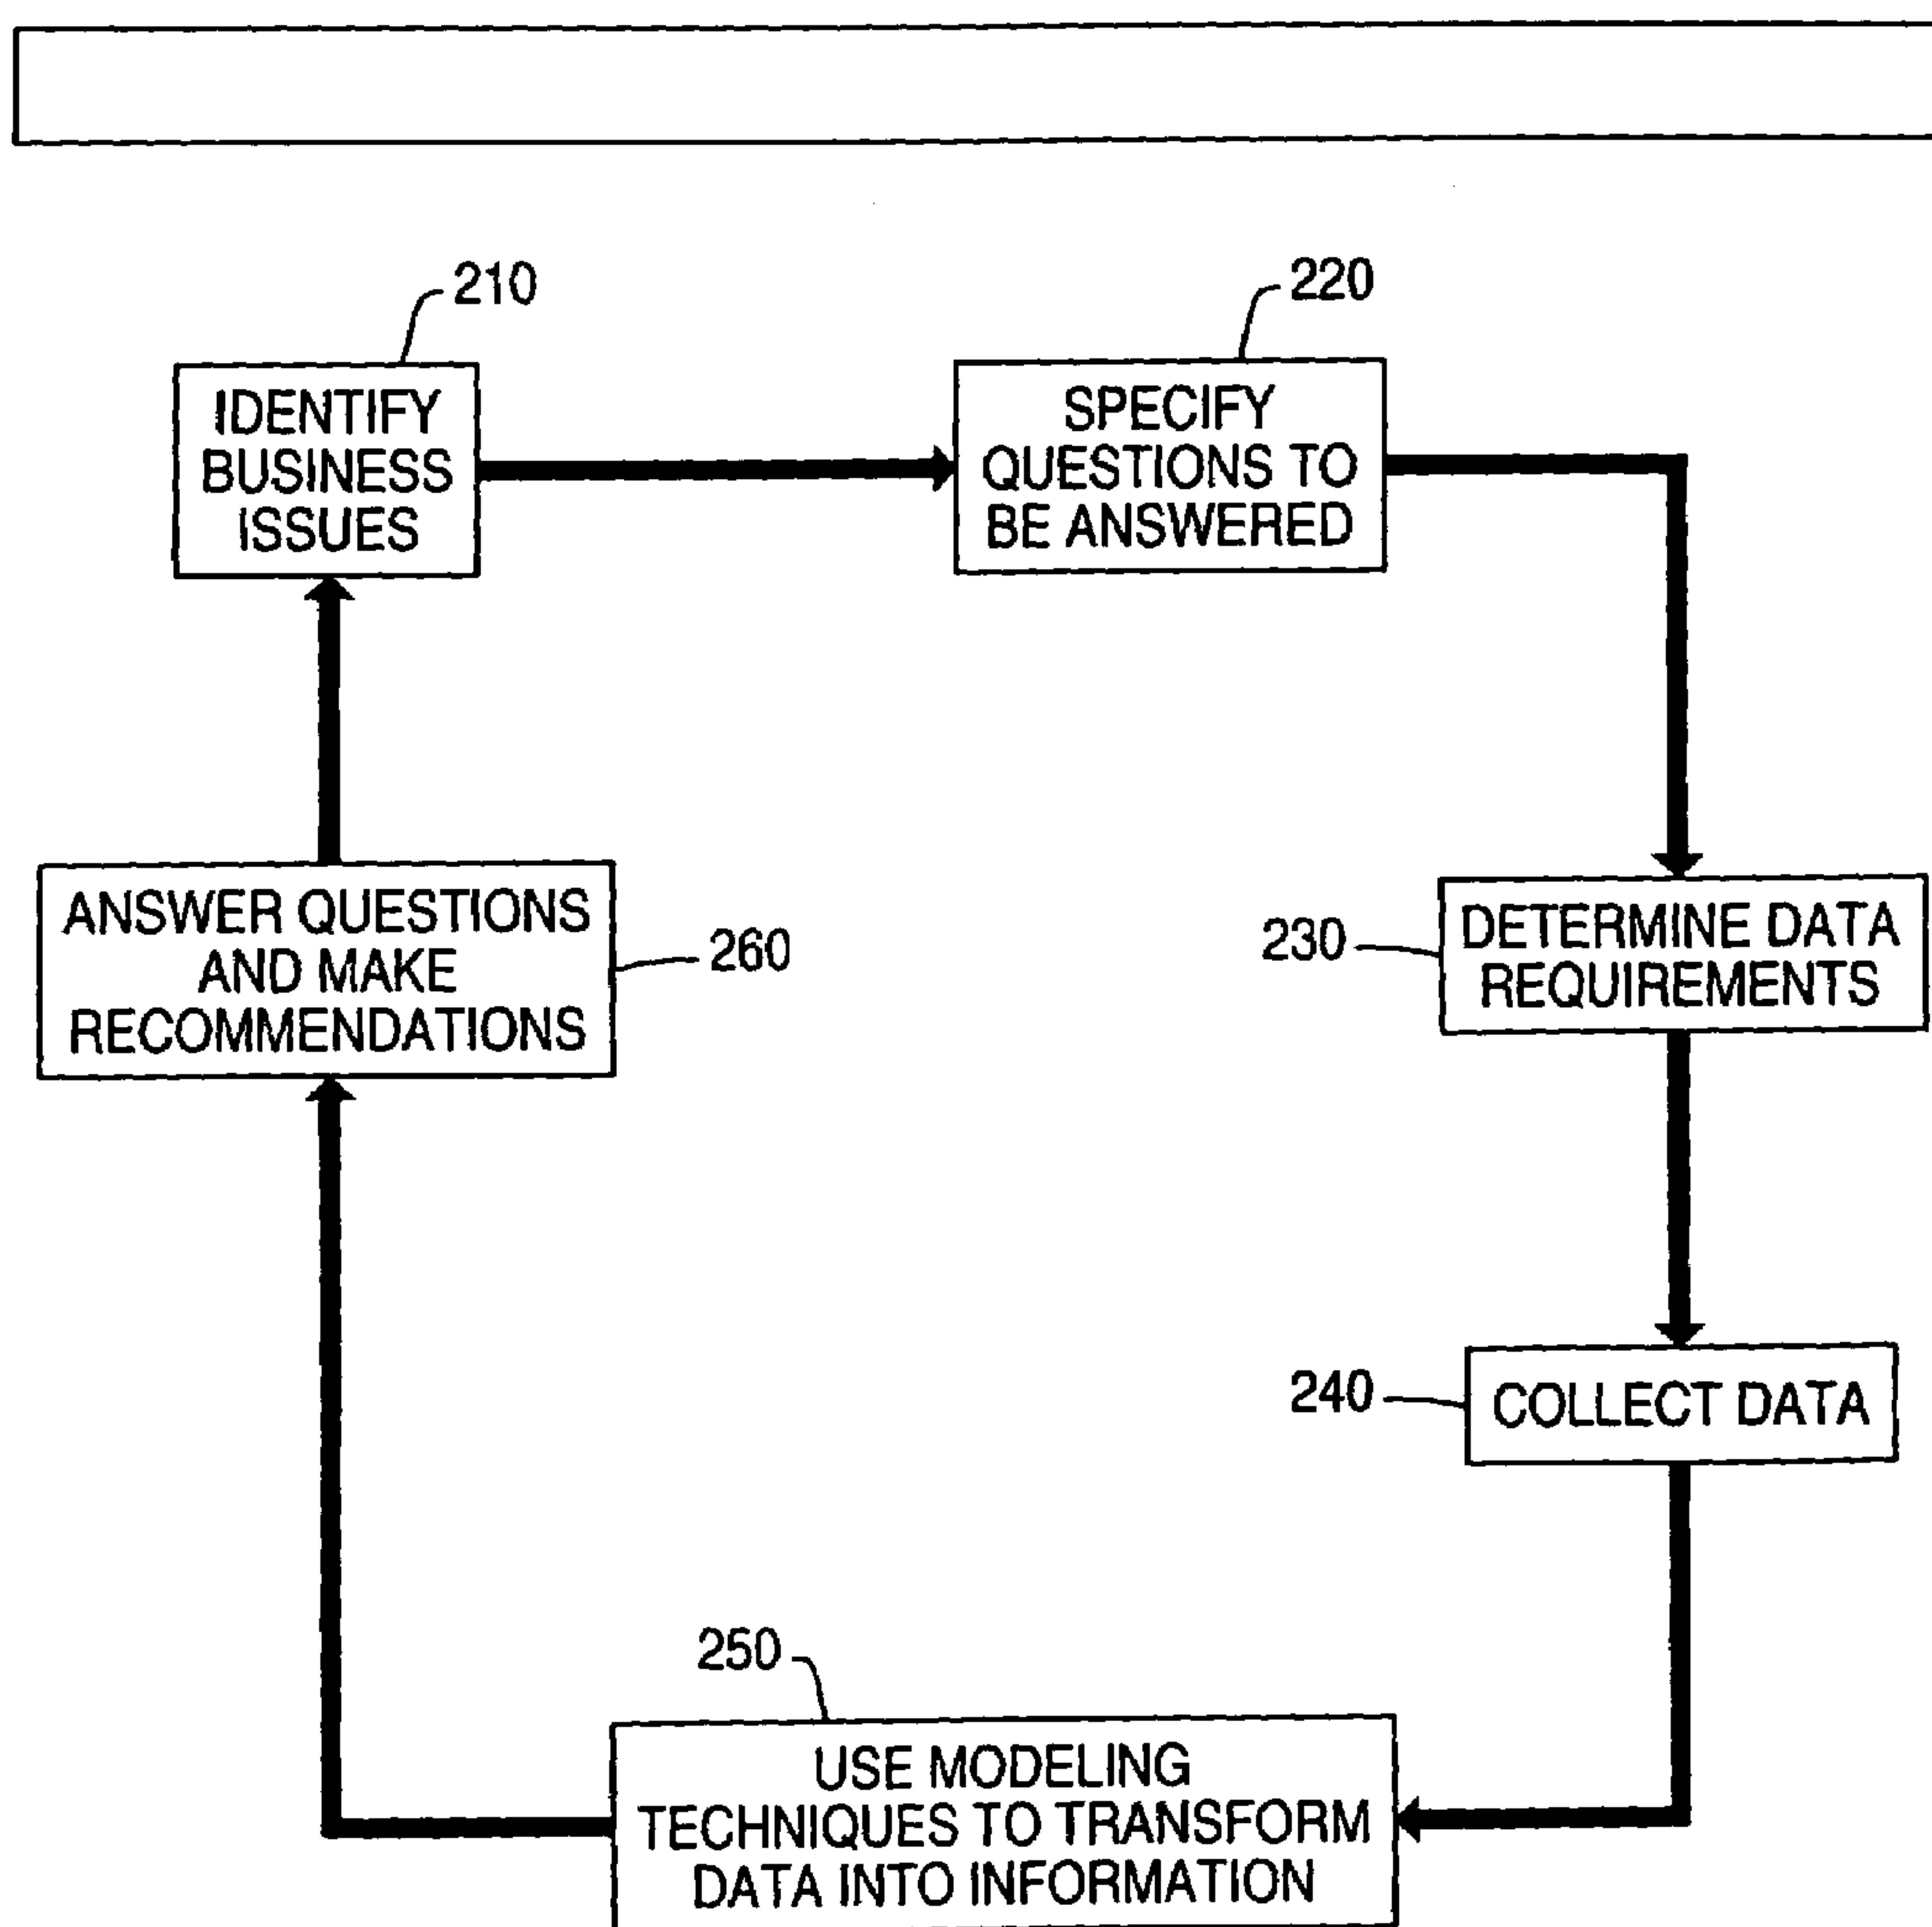 210
IDENTIFY
BUSINESS
ISSUES
220
SPECIFY
QUESTIONS TO
BE ANSWERED
230
DETERMINE DATA
REQUIREMENTS
240
COLLECT DATA
250
USE MODELING
TECHNIQUES TO TRANSFORM
DATA INTO INFORMATION
260
ANSWER QUESTIONS
AND MAKE
RECOMMENDATIONS